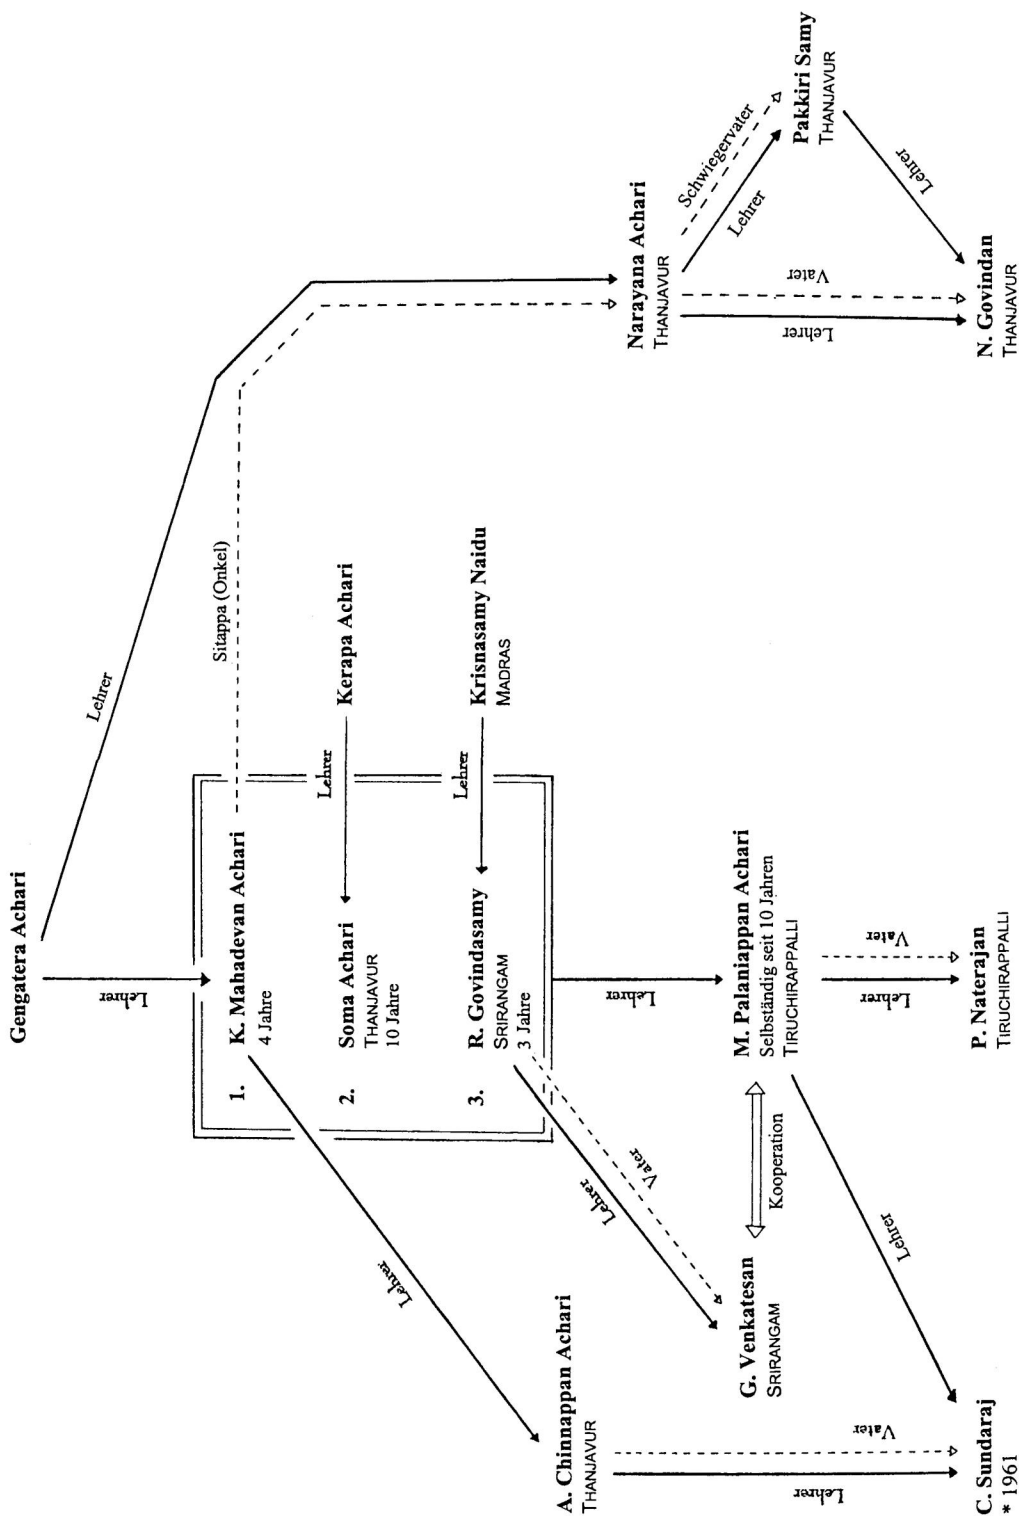 Gengatera Achari
Lehrer
Lehrer
1.
K. Mahadevan Achari
4 Jahre
Sitappa (Onkel)
2.
Soma Achari
THANJAVUR
10 Jahre
Lehrer
Kerapa Achari
3.
R. Govindasamy
SRIRANGAM
3 Jahre
Lehrer
Krisnasamy Naidu
MADRAS
Lehrer
Lehrer
Vater
Lehrer
A. Chinnappan Achari
THANJAVUR
Narayana Achari
THANJAVUR
Lehrer
Schwiegervater
Pakkiri Samy
THANJAVUR
G. Venkatesan
SRIRANGAM
Kooperation
M. Palaniappan Achari
Selbständig seit 10 Jahren
TIRUCHIRAPPALLI
Lehrer
Vater
Lehrer
Lehrer
Vater
Lehrer
Vater
Lehrer
C. Sundaraj
* 1961
P. Naterajan
TIRUCHIRAPPALLI
N. Govindan
THANJAVUR